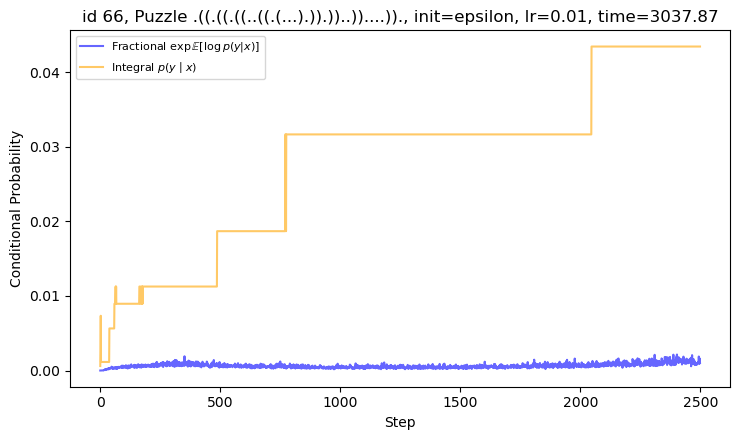 id 66, Puzzle .((.((.((..((.((...).)).))..))....))., init=epsilon, lr=0.01, time=3037.87
Fractional exp𝔼[log p(y|x)]
Integral p(y | x)
Conditional Probability
0.04
0.03
0.02
0.01
0.00
0
500
1000
1500
2000
2500
Step